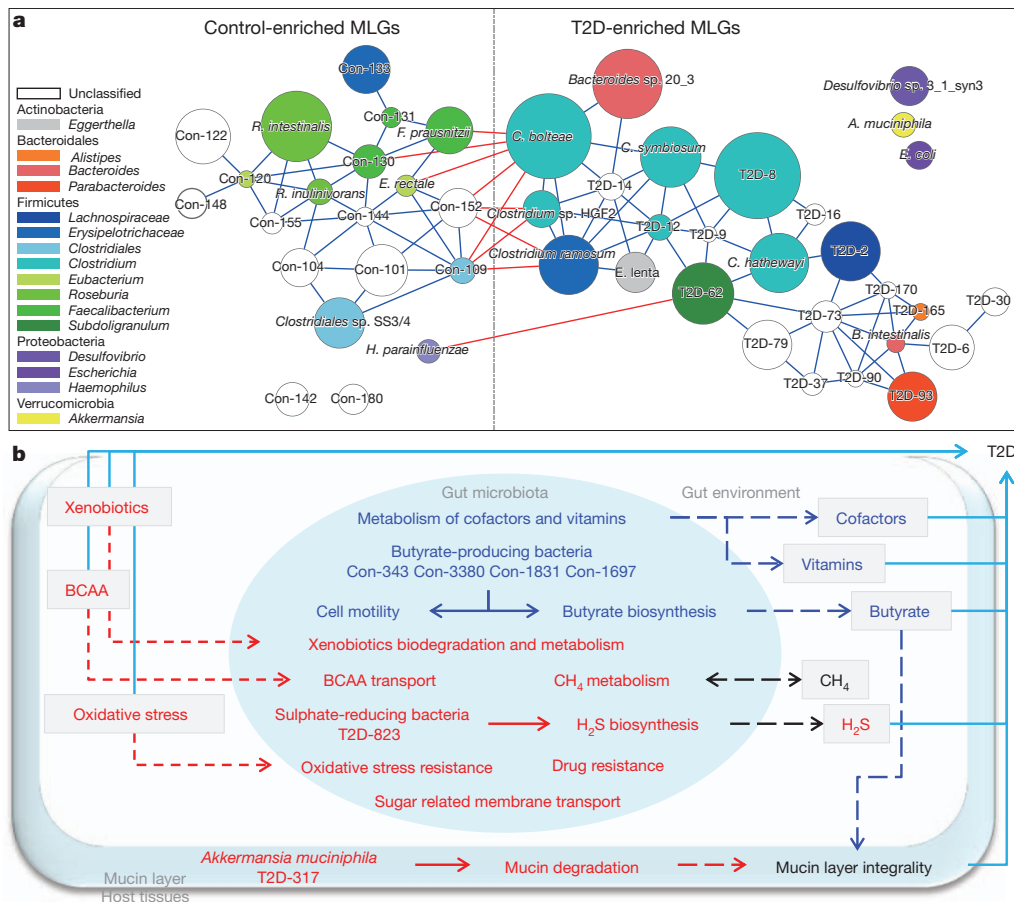 a
Control-enriched MLGs
T2D-enriched MLGs
Unclassified
Actinobacteria
Eggerthella
Bacteroidales
Alistipes
Bacteroides
Parabacteroides
Firmicutes
Lachnospiraceae
Erysipelotrichaceae
Clostridiales
Clostridium
Eubacterium
Roseburia
Faecalibacterium
Subdoligranulum
Proteobacteria
Desulfovibrio
Escherichia
Haemophilus
Verrucomicrobia
Akkermansia
Con-133
Con-131
Con-122
R. intestinalis
F. prausnitzii
Con-130
Con-120
R. inulinivorans
E. rectale
Con-148
Con-155
Con-144
Con-152
Con-104
Con-101
Con-109
Clostridiales sp. SS3/4
H. parainfluenzae
Con-142
Con-180
Bacteroides sp. 20_3
Desulfovibrio sp. 3_1_syn3
A. muciniphila
E. coli
C. bolteae
C. symbiosum
T2D-8
T2D-14
Clostridium sp. HGF2
T2D-12
T2D-9
T2D-16
Clostridium ramosum
E. lenta
C. hathewayi
T2D-2
T2D-62
T2D-170
T2D-30
T2D-73
T2D-165
T2D-79
B. intestinalis
T2D-6
T2D-37
T2D-90
T2D-93
b
T2D
Xenobiotics
Gut microbiota
Gut environment
Metabolism of cofactors and vitamins
Cofactors
Butyrate-producing bacteria
Con-343 Con-3380 Con-1831 Con-1697
Vitamins
BCAA
Cell motility
Butyrate biosynthesis
Butyrate
Xenobiotics biodegradation and metabolism
BCAA transport
CH4 metabolism
CH4
Oxidative stress
Sulphate-reducing bacteria
T2D-823
H2S biosynthesis
H2S
Oxidative stress resistance
Drug resistance
Sugar related membrane transport
Akkermansia muciniphila
T2D-317
Mucin degradation
Mucin layer integrality
Mucin layer
Host tissues